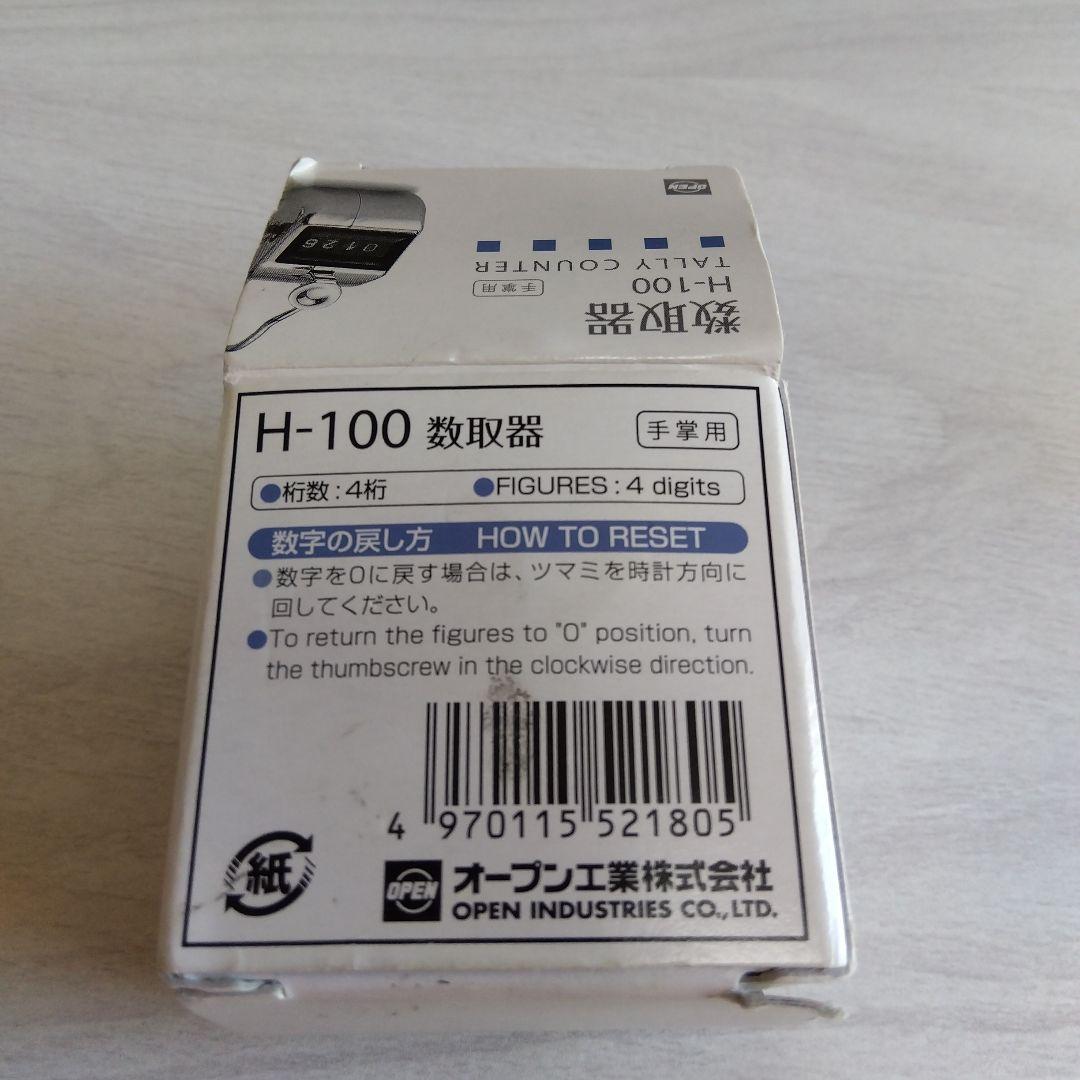 OPEN
TALLY COUNTER
H-100
手掌用
数取器
0126
H-100 数取器 手掌用
●桁数:4桁 ●FIGURES:4 digits
数字の戻し方 HOW TO RESET
●数字を0に戻す場合は、ツマミを時計方向に
回してください。
●To return the figures to "0" position, turn
the thumbscrew in the clockwise direction.
4 970115 521805
紙
OPEN オープン工業株式会社
OPEN INDUSTRIES CO.,LTD.